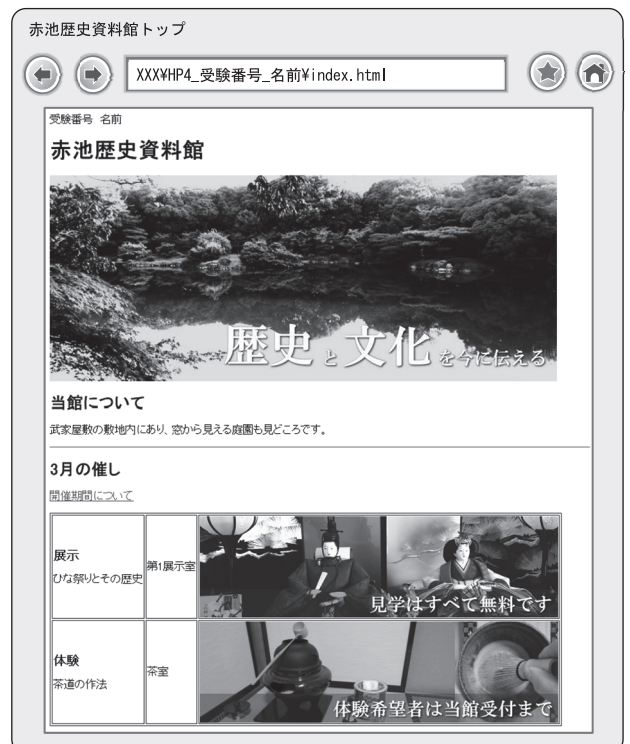 赤池歴史資料館トップ
XXX¥HP4_受験番号_名前¥index.html
受験番号 名前
赤池歴史資料館
歴史と文化を今に伝える
当館について
武家屋敷の敷地内にあり、窓から見える庭園も見どころです。
3月の催し
開催期間について
展示
ひな祭りとその歴史
第1展示室
見学はすべて無料です
体験
茶道の作法
茶室
体験希望者は当館受付まで